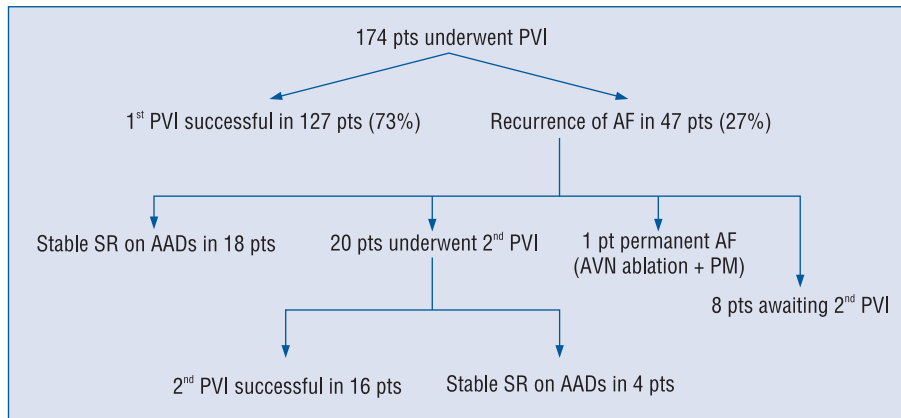 174 pts underwent PVI
1st PVI successful in 127 pts (73%)
Recurrence of AF in 47 pts (27%)
Stable SR on AADs in 18 pts
20 pts underwent 2nd PVI
1 pt permanent AF
(AVN ablation + PM)
8 pts awaiting 2nd PVI
2nd PVI successful in 16 pts
Stable SR on AADs in 4 pts